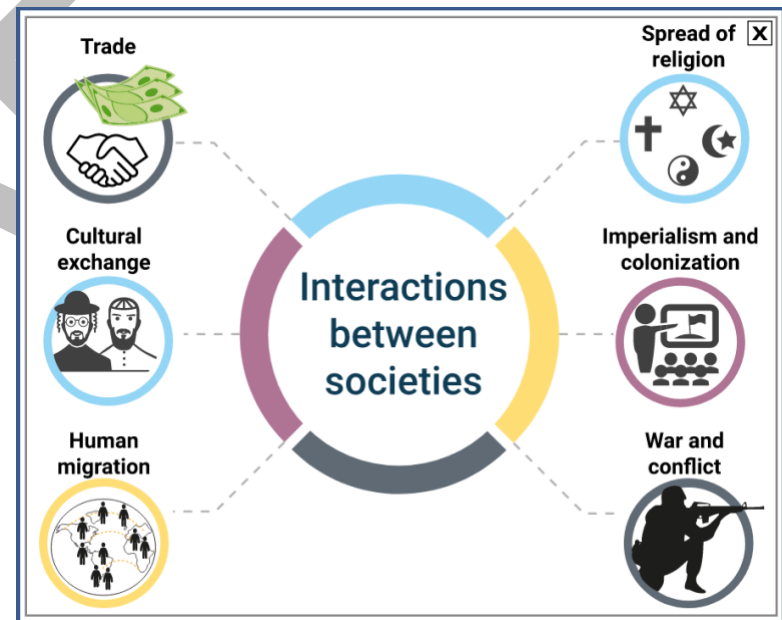 Trade
Spread of
religion
X
Cultural
exchange
Interactions
between
societies
Imperialism and
colonization
Human
migration
War and
conflict